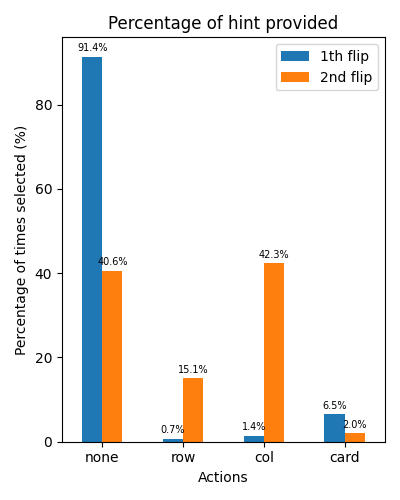 Percentage of hint provided
1th flip
2nd flip
91.4%
40.6%
0.7%
15.1%
1.4%
42.3%
6.5%
2.0%
Percentage of times selected (%)
80
60
40
20
0
none row col card
Actions